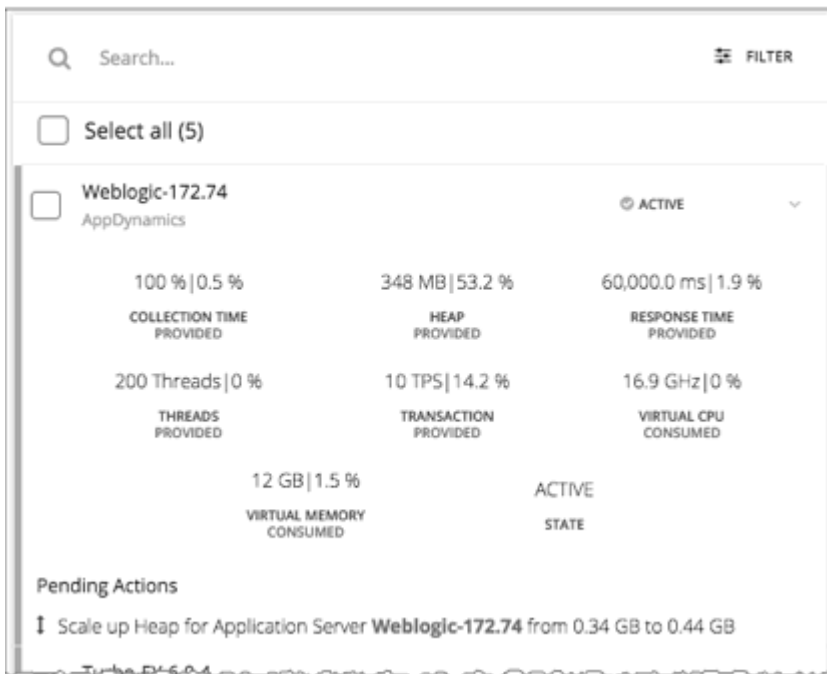 Search...
FILTER
Select all (5)
Weblogic-172.74
ACTIVE
AppDynamics
100 %|0.5 %
348 MB|53.2 %
60,000.0 ms|1.9 %
COLLECTION TIME
HEAP
RESPONSE TIME
PROVIDED
PROVIDED
PROVIDED
200 Threads|0 %
10 TPS|14.2 %
16.9 GHz|0 %
THREADS
TRANSACTION
VIRTUAL CPU
PROVIDED
PROVIDED
CONSUMED
12 GB|1.5 %
ACTIVE
VIRTUAL MEMORY
STATE
CONSUMED
Pending Actions
Scale up Heap for Application Server Weblogic-172.74 from 0.34 GB to 0.44 GB